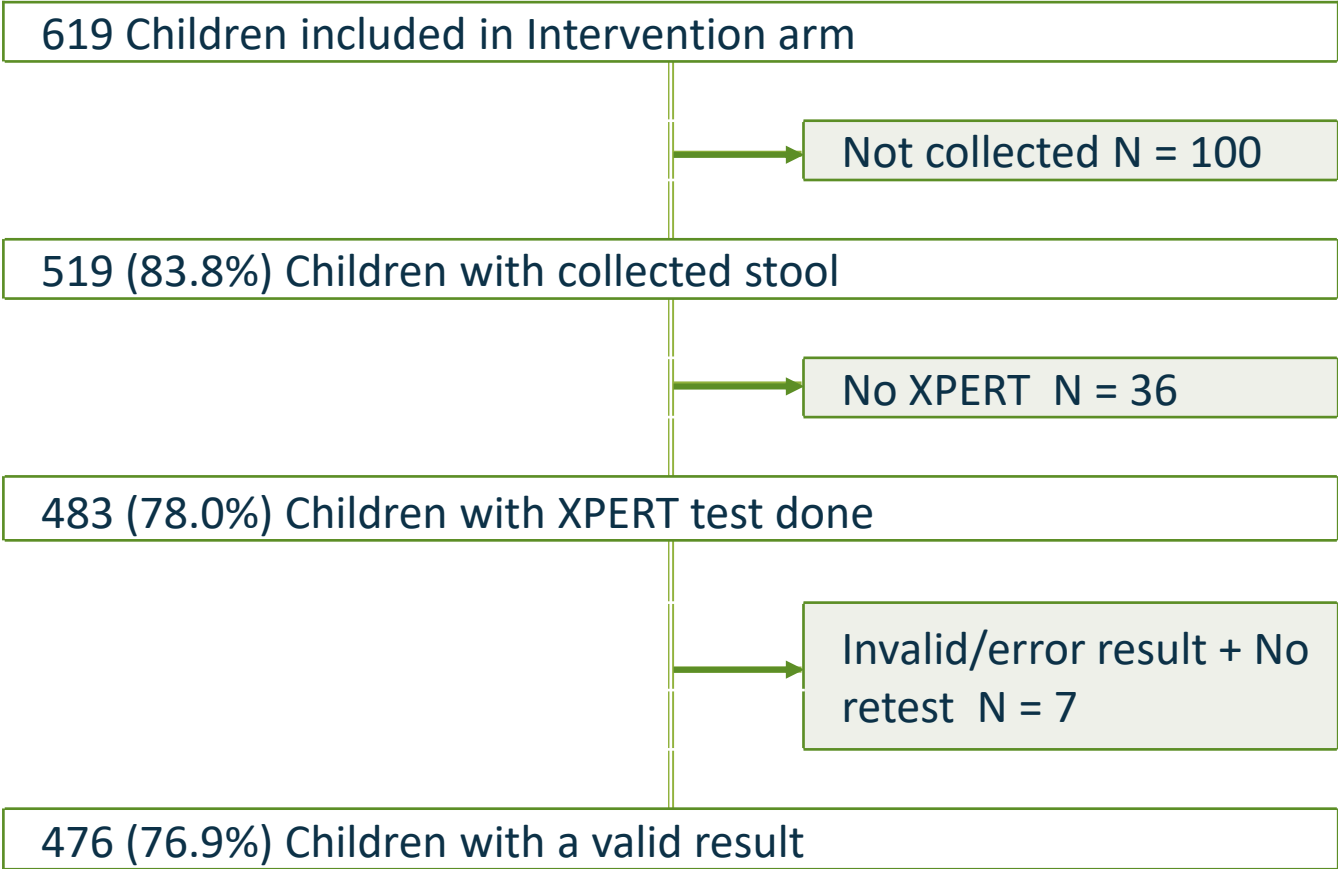 619 Children included in Intervention arm
Not collected N = 100
519 (83.8%) Children with collected stool
No XPERT  N = 36
483 (78.0%) Children with XPERT test done
Invalid/error result + No
retest  N = 7
476 (76.9%) Children with a valid result